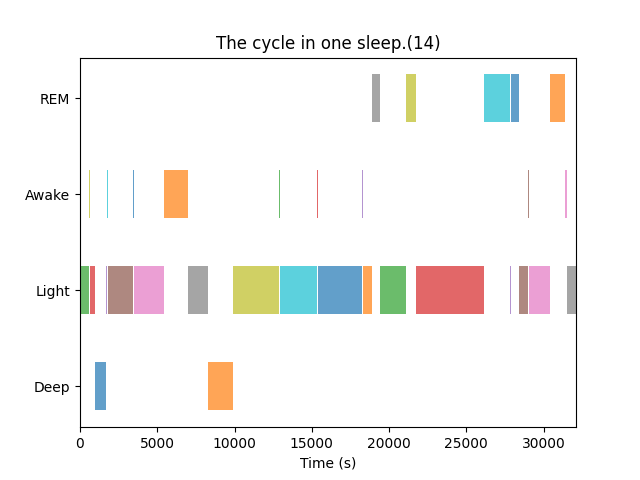 The cycle in one sleep.(14)
REM
Awake
Light
Deep
0 5000 10000 15000 20000 25000 30000
Time (s)